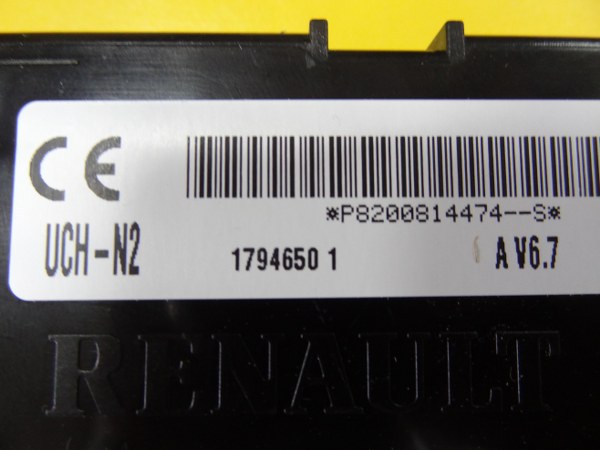 CE
*P8200814474--S*
UCH-N2 1794650 1 A V6.7
RENAULT